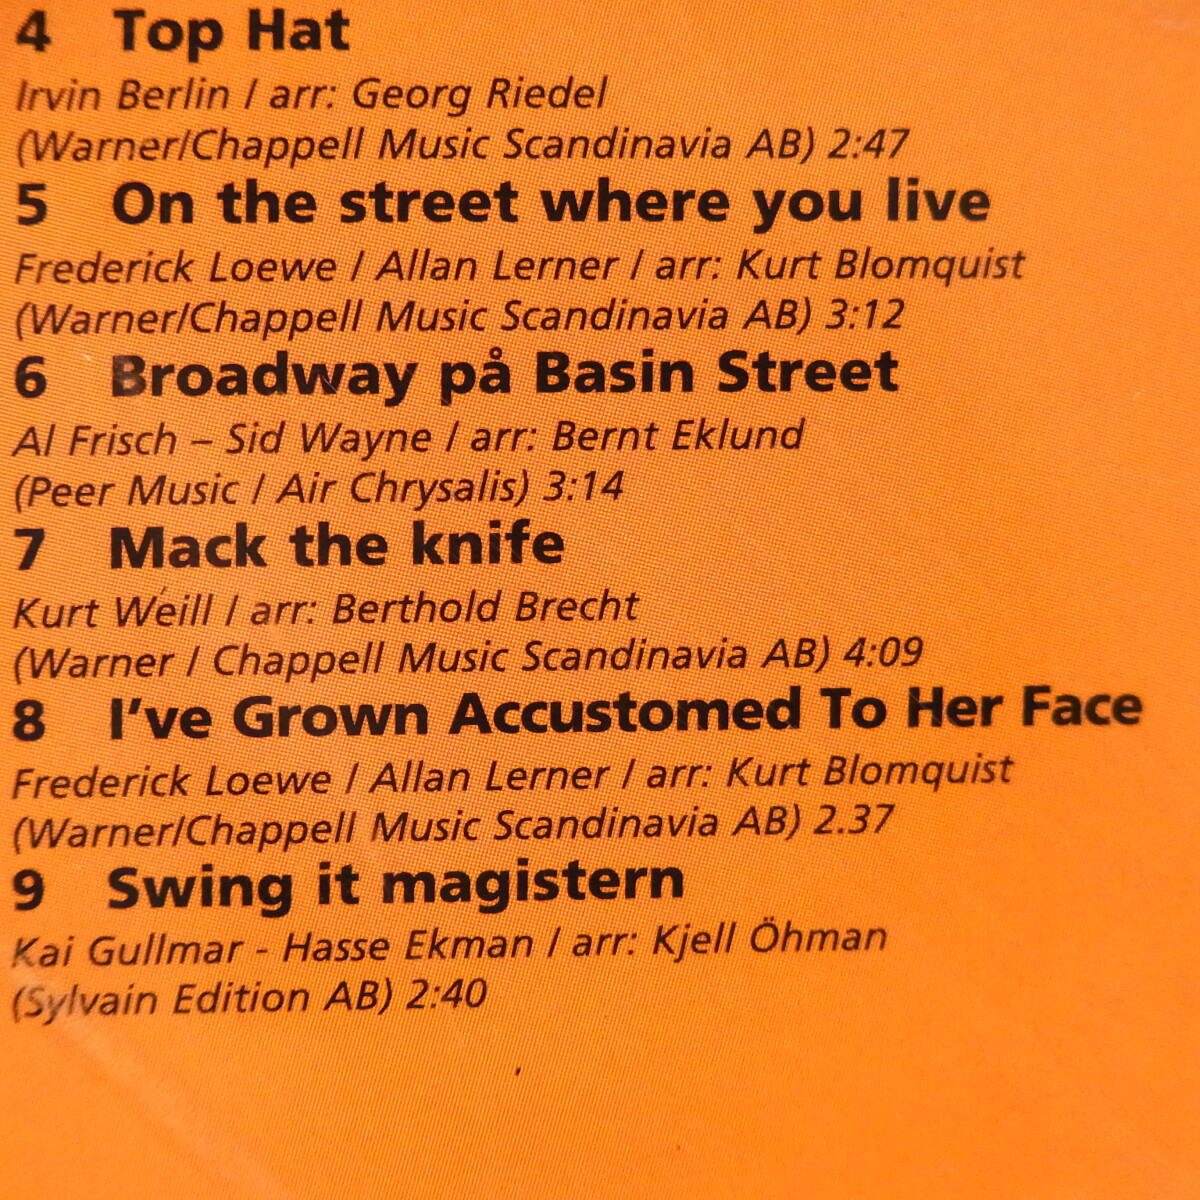 4 Top Hat
Irvin Berlin / arr: Georg Riedel
(Warner/Chappell Music Scandinavia AB) 2:47
5 On the street where you live
Frederick Loewe / Allan Lerner / arr: Kurt Blomquist
(Warner/Chappell Music Scandinavia AB) 3:12
6 Broadway på Basin Street
Al Frisch – Sid Wayne / arr: Bernt Eklund
(Peer Music / Air Chrysalis) 3:14
7 Mack the knife
Kurt Weill / arr: Berthold Brecht
(Warner / Chappell Music Scandinavia AB) 4:09
8 I’ve Grown Accustomed To Her Face
Frederick Loewe / Allan Lerner / arr: Kurt Blomquist
(Warner/Chappell Music Scandinavia AB) 2.37
9 Swing it magistern
Kai Gullmar - Hasse Ekman / arr: Kjell Öhman
(Sylvain Edition AB) 2:40